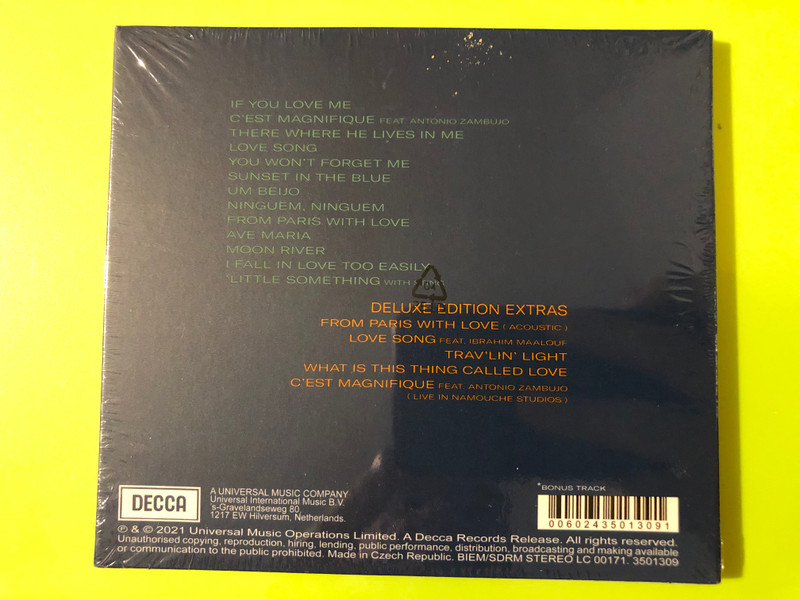 IF YOU LOVE ME
C'EST MAGNIFIQUE FEAT. ANTONIO ZAMBUJO
THERE WHERE HE LIVES IN ME
LOVE SONG
YOU WON'T FORGET ME
SUNSET IN THE BLUE
UM BEIJO
NINGUEM, NINGUEM
FROM PARIS WITH LOVE
AVE MARIA
MOON RIVER
I FALL IN LOVE TOO EASILY
*LITTLE SOMETHING WITH
DELUXE EDITION EXTRAS
FROM PARIS WITH LOVE ( ACOUSTIC )
LOVE SONG FEAT. IBRAHIM MAALOUF
TRAV'LIN' LIGHT
WHAT IS THIS THING CALLED LOVE
C'EST MAGNIFIQUE FEAT. ANTONIO ZAMBUJO
( LIVE IN NAMOUCHE STUDIOS )
*BONUS TRACK
DECCA
A UNIVERSAL MUSIC COMPANY
Universal International Music B.V.
's-Gravelandseweg 80,
1217 EW Hilversum, Netherlands.
00602435013091
℗ & © 2021 Universal Music Operations Limited. A Decca Records Release. All rights reserved.
Unauthorised copying, reproduction, hiring, lending, public performance, distribution, broadcasting and making available
or communication to the public prohibited. Made in Czech Republic. BIEM/SDRM STEREO LC 00171. 3501309